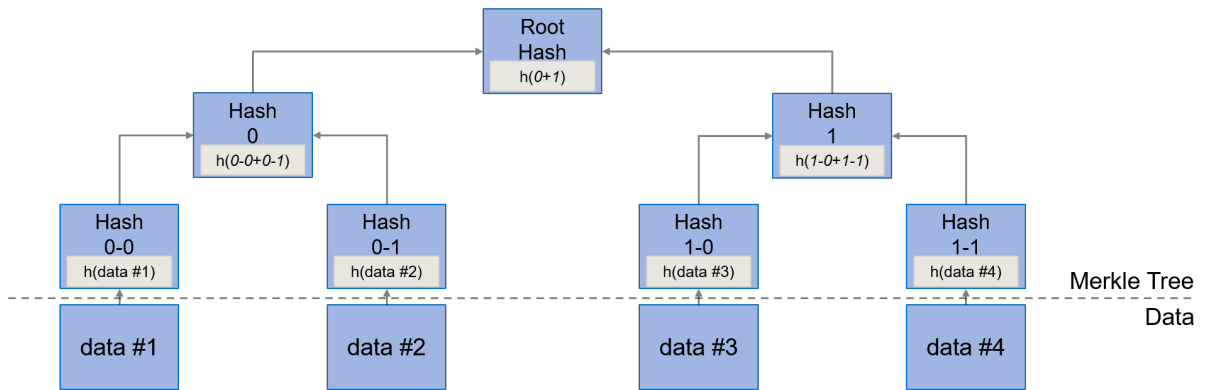 Root
Hash
h(0+1)
Hash
0
h(0-0+0-1)
Hash
1
h(1-0+1-1)
Hash
0-0
h(data #1)
Hash
0-1
h(data #2)
Hash
1-0
h(data #3)
Hash
1-1
h(data #4)
Merkle Tree
Data
data #1
data #2
data #3
data #4